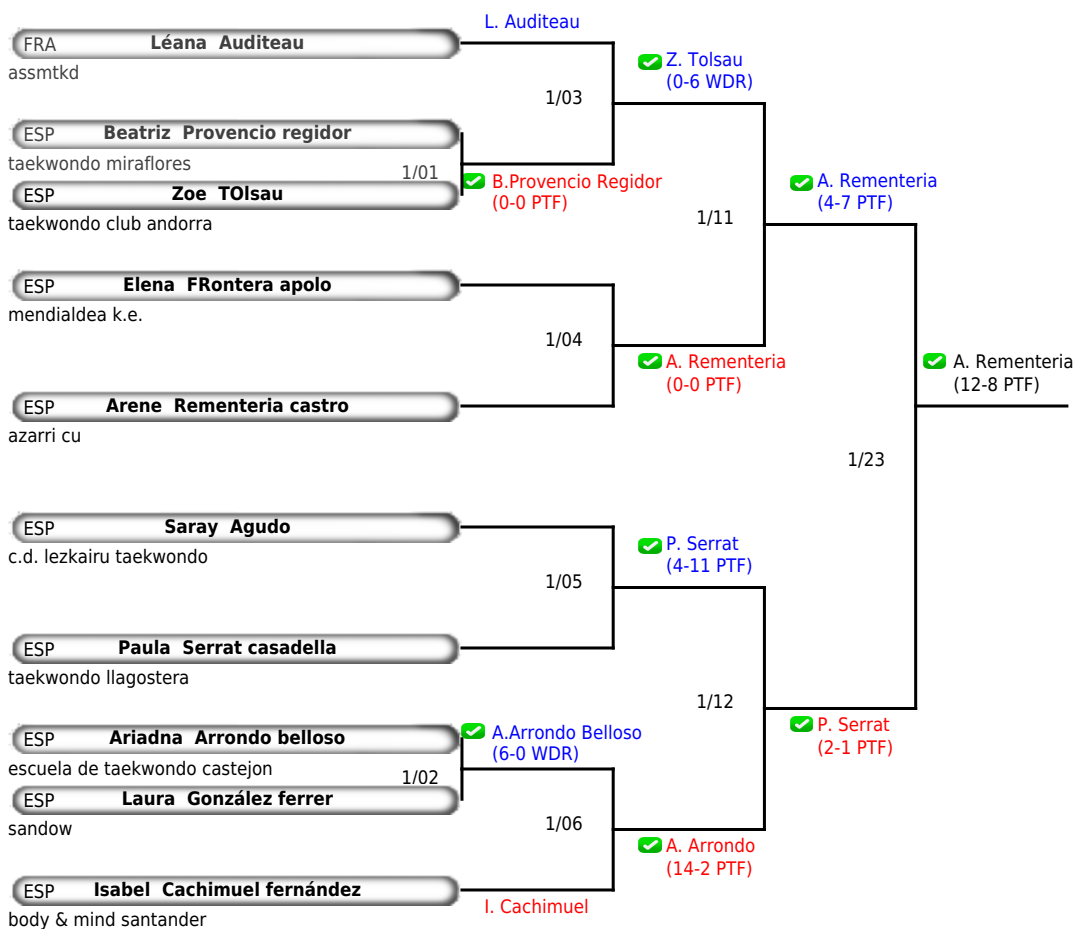 L. Auditeau
FRA Léana Auditeau
assmtkd
1/03
Z. Tolsau
(0-6 WDR)
ESP Beatriz Provencio regidor
taekwondo miraflores
1/01
B.Provencio Regidor
(0-0 PTF)
ESP Zoe TOlsau
taekwondo club andorra
1/11
A. Rementeria
(4-7 PTF)
ESP Elena FRontera apolo
mendialdea k.e.
1/04
A. Rementeria
(0-0 PTF)
ESP Arene Rementeria castro
azarri cu
A. Rementeria
(12-8 PTF)
1/23
ESP Saray Agudo
c.d. lezkairu taekwondo
1/05
P. Serrat
(4-11 PTF)
ESP Paula Serrat casadella
taekwondo llagostera
1/12
P. Serrat
(2-1 PTF)
ESP Ariadna Arrondo belloso
escuela de taekwondo castejon
1/02
A.Arrondo Belloso
(6-0 WDR)
ESP Laura González ferrer
sandow
1/06
A. Arrondo
(14-2 PTF)
ESP Isabel Cachimuel fernández
body & mind santander
I. Cachimuel